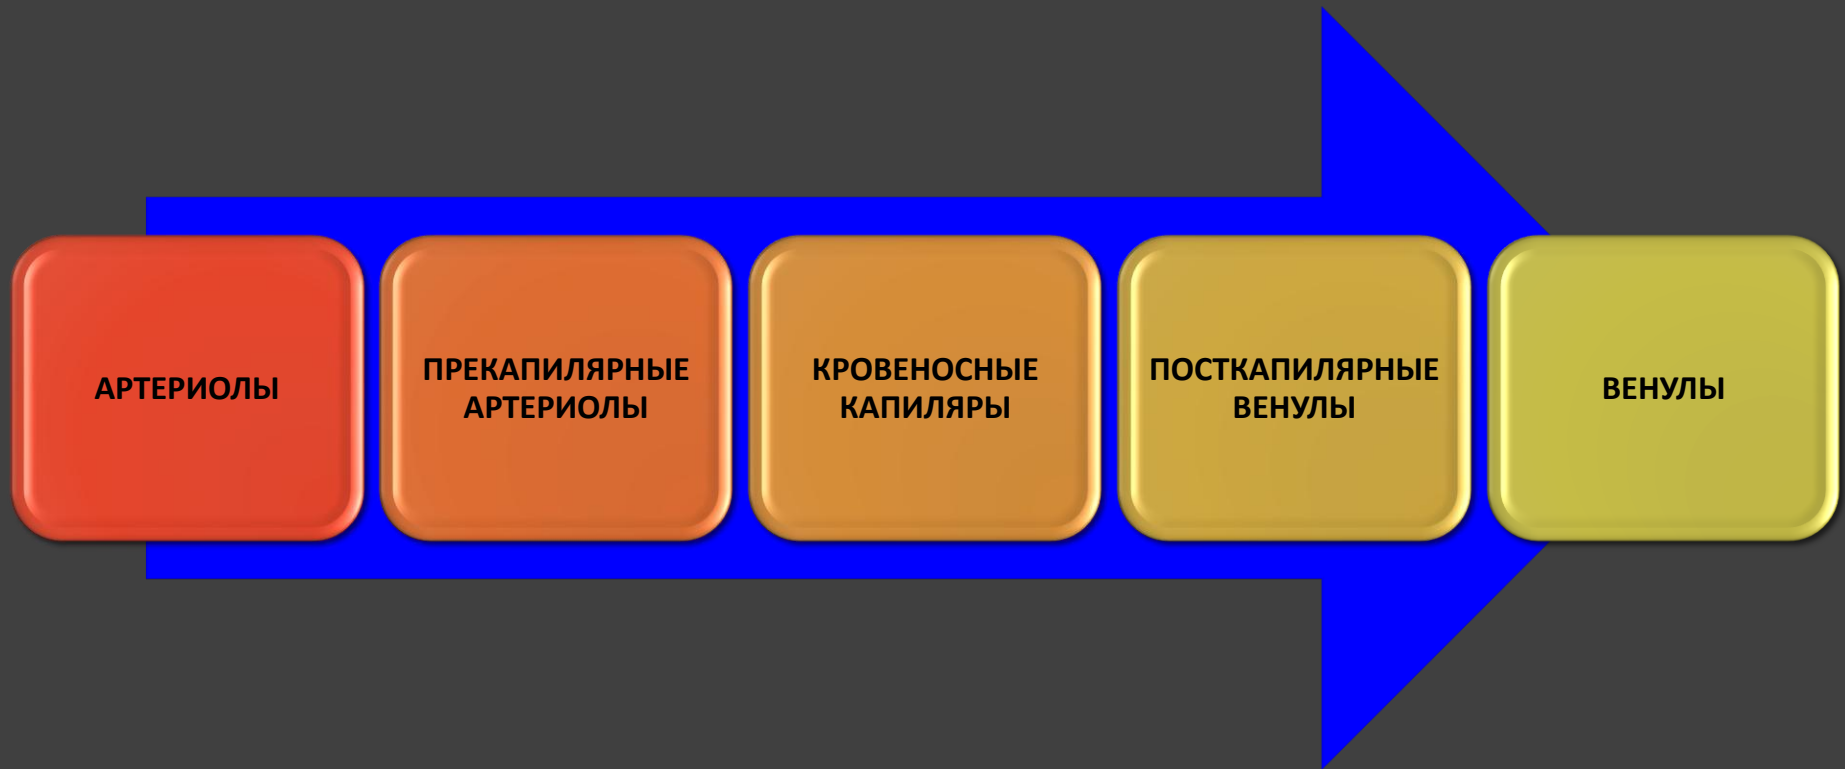 АРТЕРИОЛЫ
ПРЕКАПИЛЯРНЫЕ
АРТЕРИОЛЫ
КРОВЕНОСНЫЕ
КАПИЛЯРЫ
ПОСТКАПИЛЯРНЫЕ
ВЕНУЛЫ
ВЕНУЛЫ